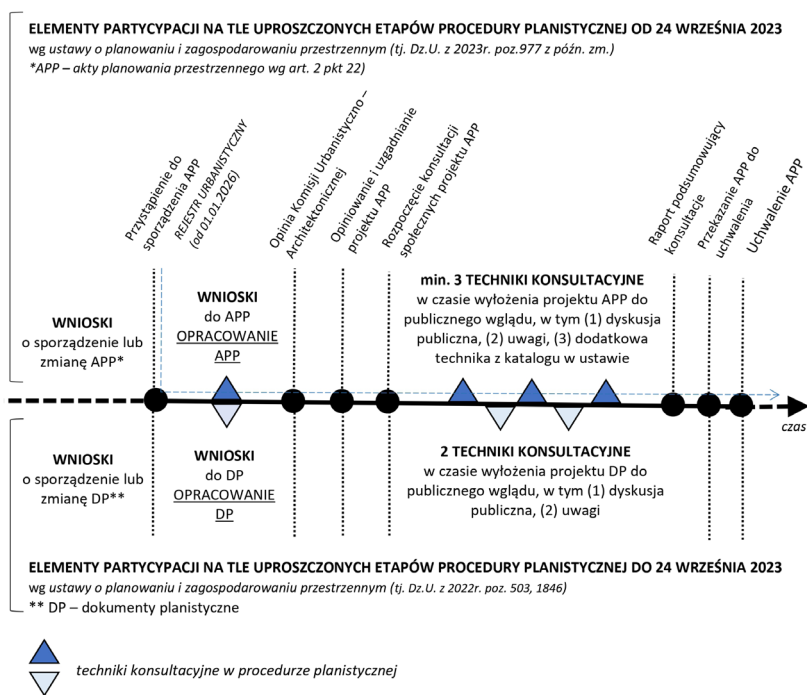 ELEMENTY PARTYCYPACJI NA TLE UPROSZCZONYCH ETAPÓW PROCEDURY PLANISTYCZNEJ OD 24 WRZEŚNIA 2023
wg ustawy o planowaniu i zagospodarowaniu przestrzennym (tj. Dz.U. z 2023r. poz.977 z późn. zm.)
*APP – akty planowania przestrzennego wg art. 2 pkt 22)
Przystąpienie do
sporządzenia APP
REJESTR URBANISTYCZNY
(od 01.01.2026)
Opinia Komisji Urbanistyczno –
Architektonicznej
Opiniowanie i uzgadnianie
projektu APP
Rozpoczęcie konsultacji
społecznych projektu APP
Raport podsumowujący
konsultacje
Przekazanie APP do
uchwalenia
Uchwalenie APP
WNIOSKI
o sporządzenie lub
zmianę APP*
WNIOSKI
do APP
OPRACOWANIE
APP
min. 3 TECHNIKI KONSULTACYJNE
w czasie wyłożenia projektu APP do
publicznego wglądu, w tym (1) dyskusja
publiczna, (2) uwagi, (3) dodatkowa
technika z katalogu w ustawie
czas
WNIOSKI
o sporządzenie lub
zmianę DP**
WNIOSKI
do DP
OPRACOWANIE
DP
2 TECHNIKI KONSULTACYJNE
w czasie wyłożenia projektu DP do
publicznego wglądu, w tym (1) dyskusja
publiczna, (2) uwagi
ELEMENTY PARTYCYPACJI NA TLE UPROSZCZONYCH ETAPÓW PROCEDURY PLANISTYCZNEJ DO 24 WRZEŚNIA 2023
wg ustawy o planowaniu i zagospodarowaniu przestrzennym (tj. Dz.U. z 2022r. poz. 503, 1846)
** DP – dokumenty planistyczne
techniki konsultacyjne w procedurze planistycznej